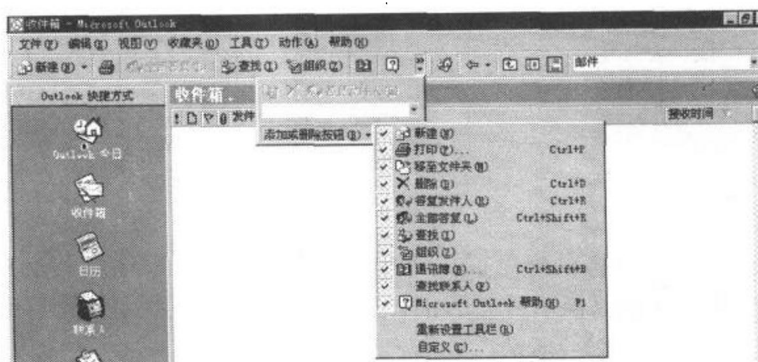 收件箱 - Microsoft Outlook
文件(F) 编辑(E) 视图(V) 收藏夹(O) 工具(T) 动作(A) 帮助(H)
新建(N) 查找(I) 组织(Z) 邮件
Outlook 快捷方式
收件箱
发件
接收时间
Outlook 今日
收件箱
日历
联系人
添加或删除按钮(B)
新建(N)
打印(P)... Ctrl+P
移至文件夹(M)
删除(D) Ctrl+D
答复发件人(R) Ctrl+R
全部答复(L) Ctrl+Shift+R
查找(I)
组织(Z)
通讯簿(B)... Ctrl+Shift+B
查找联系人(E)
Microsoft Outlook 帮助(H) F1
重新设置工具栏(R)
自定义(C)...